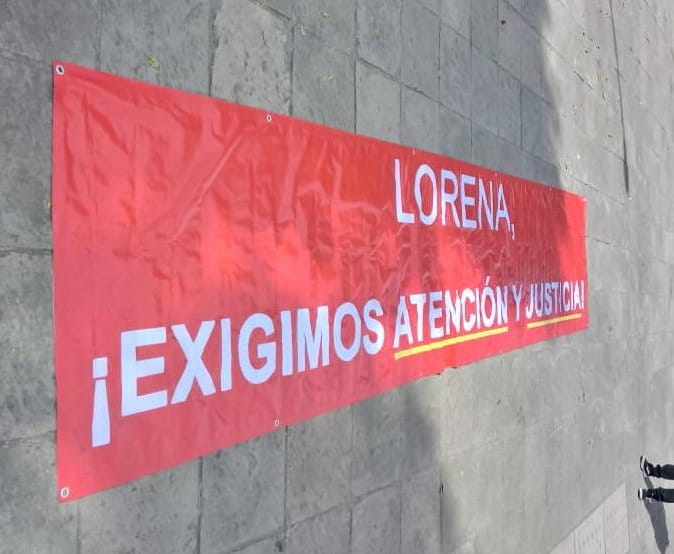 LORENA,
¡EXIGIMOS ATENCIÓN Y JUSTICIA!